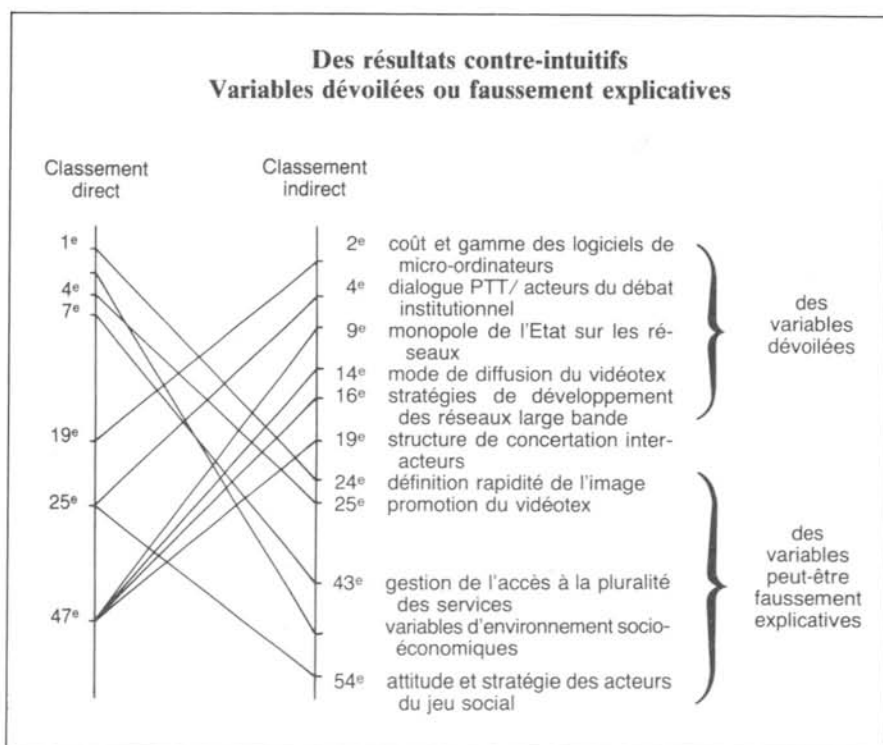 Des résultats contre-intuitifs
Variables dévoilées ou faussement explicatives
Classement
direct
Classement
indirect
1e
4e
7e
19e
25e
47e
2e coût et gamme des logiciels de
micro-ordinateurs
4e dialogue PTT/ acteurs du débat
institutionnel
9e monopole de l'Etat sur les ré-
seaux
14e mode de diffusion du vidéotex
16e stratégies de développement
des réseaux large bande
19e structure de concertation inter-
acteurs
24e définition rapidité de l'image
25e promotion du vidéotex
43e gestion de l'accès à la pluralité
des services
variables d'environnement socio-
économiques
54e attitude et stratégie des acteurs
du jeu social
des
variables
dévoilées
des
variables
peut-être
faussement
explicatives